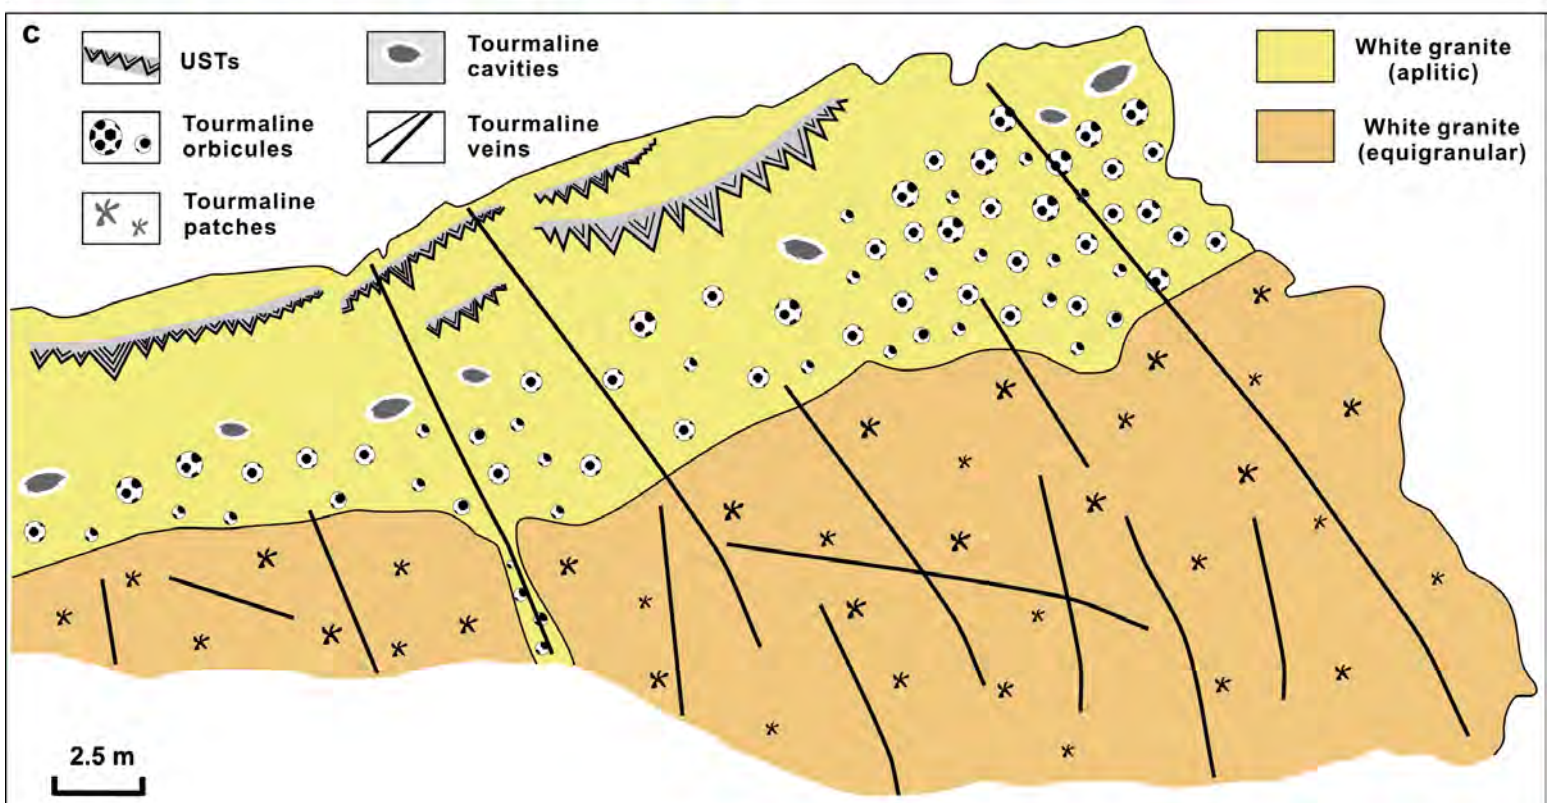 c
USTs
Tourmaline
orbicules
Tourmaline
patches
Tourmaline
cavities
Tourmaline
veins
White granite
(aplitic)
White granite
(equigranular)
2.5 m